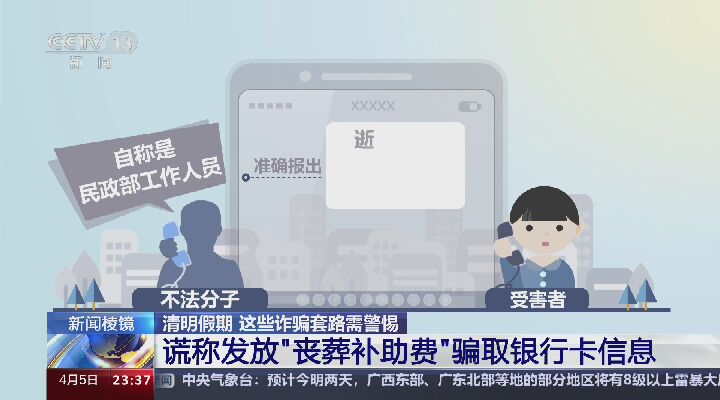 CCTV 13
新闻
XXXXX
逝
准确报出
自称是
民政部工作人员
不法分子
受害者
新闻棱镜
清明假期 这些诈骗套路需警惕
谎称发放"丧葬补助费"骗取银行卡信息
4月5日 23:37 新闻 中央气象台：预计今明两天，广西东部、广东北部等地的部分地区将有8级以上雷暴大